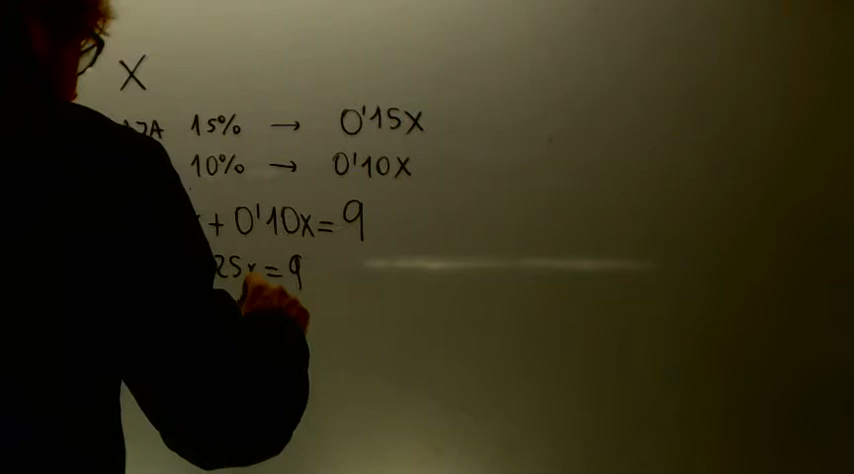 X
15% → 0'15x
10% → 0'10x
+ 0'10x = 9
25x = 9